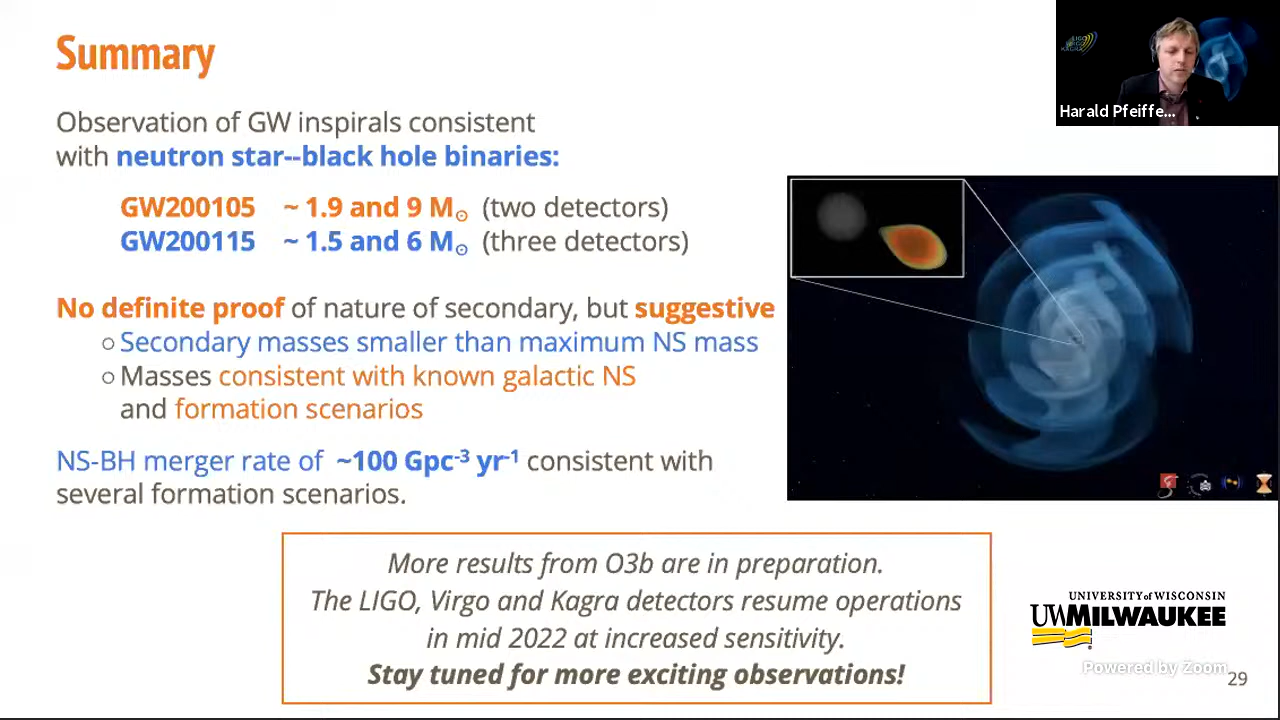 Summary
LIGO
VIRGO
KAGRA
Harald Pfeiffe...
Observation of GW inspirals consistent
with neutron star--black hole binaries:
GW200105 ~ 1.9 and 9 M☉ (two detectors)
GW200115 ~ 1.5 and 6 M☉ (three detectors)
No definite proof of nature of secondary, but suggestive
○ Secondary masses smaller than maximum NS mass
○ Masses consistent with known galactic NS
and formation scenarios
NS-BH merger rate of ~100 Gpc⁻³ yr⁻¹ consistent with
several formation scenarios.
More results from O3b are in preparation.
The LIGO, Virgo and Kagra detectors resume operations
in mid 2022 at increased sensitivity.
Stay tuned for more exciting observations!
UNIVERSITY of WISCONSIN
UWMILWAUKEE
Powered by Zoom
29